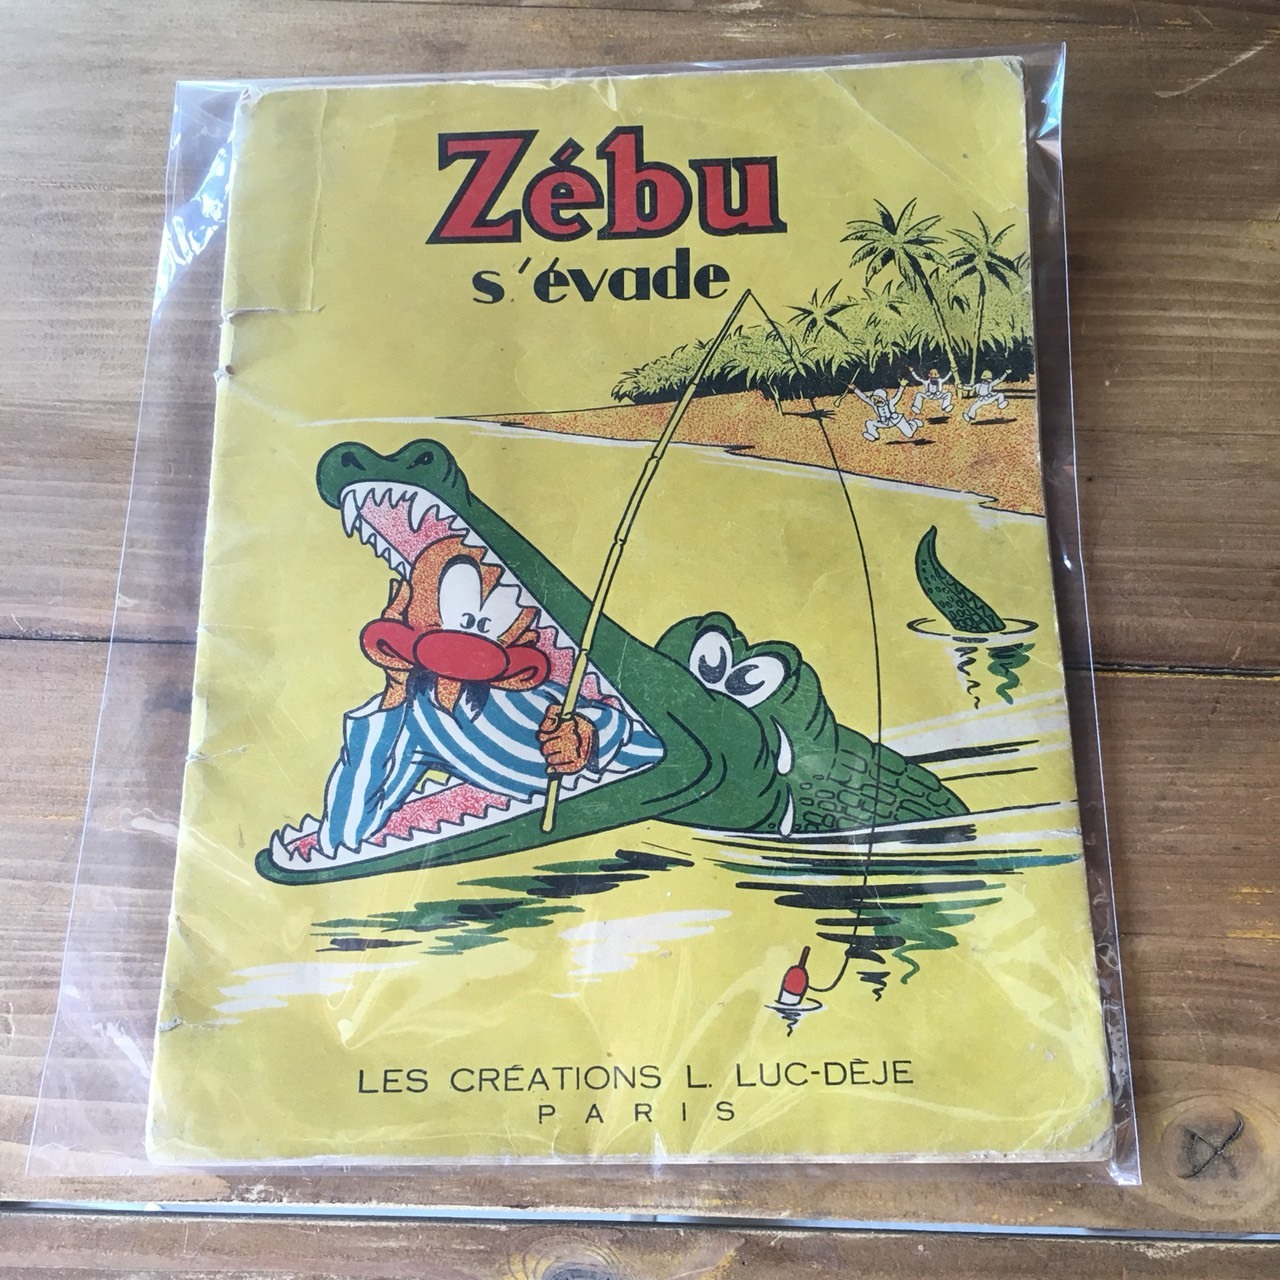 Zébu
s'évade
LES CRÉATIONS L. LUC-DÈJE
PARIS